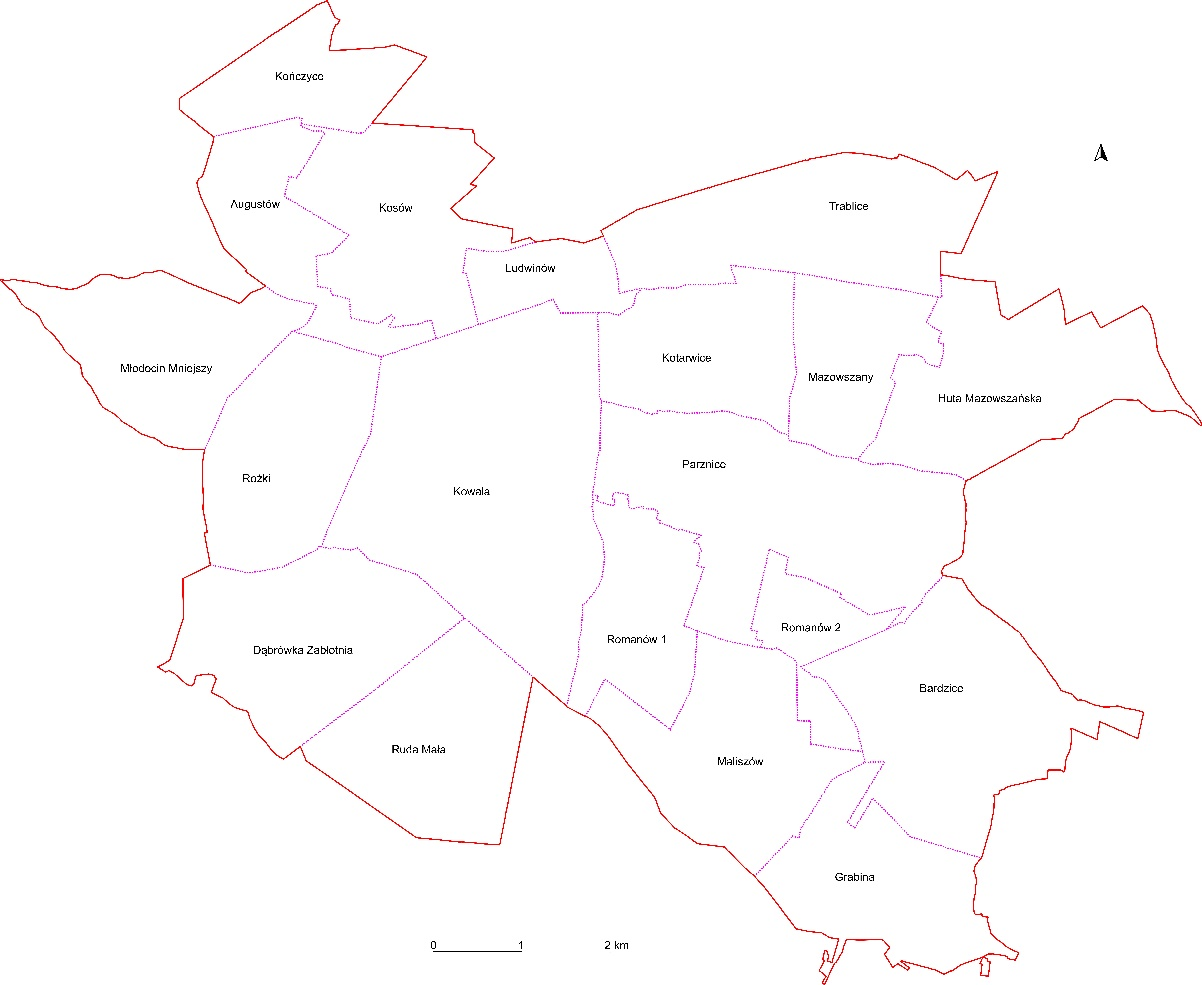 Kończyce
Augustów
Kosów
Trablice
Ludwinów
Młodocin Mniejszy
Kotarwice
Mazowszany
Huta Mazowszańska
Rożki
Kowala
Parznice
Dąbrówka Zabłotnia
Romanów 1
Romanów 2
Bardzice
Ruda Mała
Maliszów
Grabina
0 1 2 km